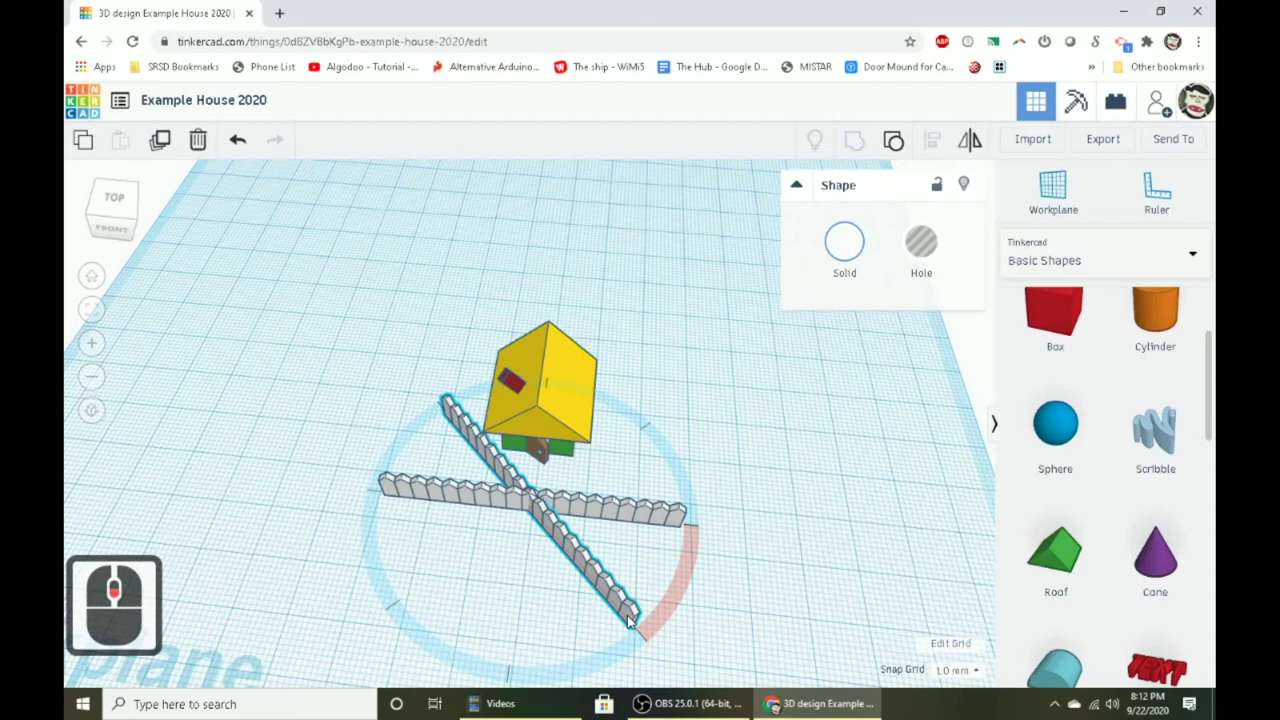 3D design Example House 2020 |
tinkercad.com/things/0dBZVBbKgPb-example-house-2020/edit
ABP
1
Apps SRSD Bookmarks Phone List Algodoo - Tutorial -... Alternative Arduino... The ship - WiMi5 The Hub - Google D... MISTAR Door Mound for Ca... » Other bookmarks
TIN
KER
CAD
Example House 2020
Import Export Send To
TOP
FRONT
Shape
Solid Hole
Workplane Ruler
Tinkercad
Basic Shapes
Box Cylinder
Sphere Scribble
Roof Cone
TEXT
Edit Grid
Snap Grid 1.0 mm
Type here to search
Videos
OBS 25.0.1 (64-bit, ...
3D design Example ...
8:12 PM
9/22/2020